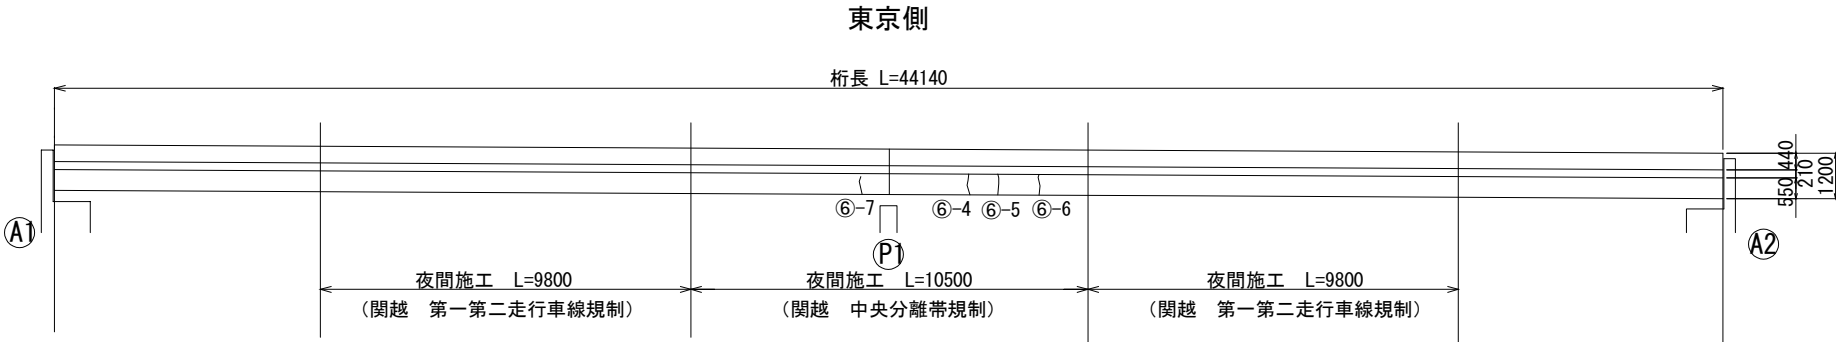 東京側
桁長 L=44140
440
210
550
1200
⑥-7
⑥-4
⑥-5
⑥-6
A1
P1
A2
夜間施工 L=9800
夜間施工 L=10500
夜間施工 L=9800
(関越 第一第二走行車線規制)
(関越 中央分離帯規制)
(関越 第一第二走行車線規制)